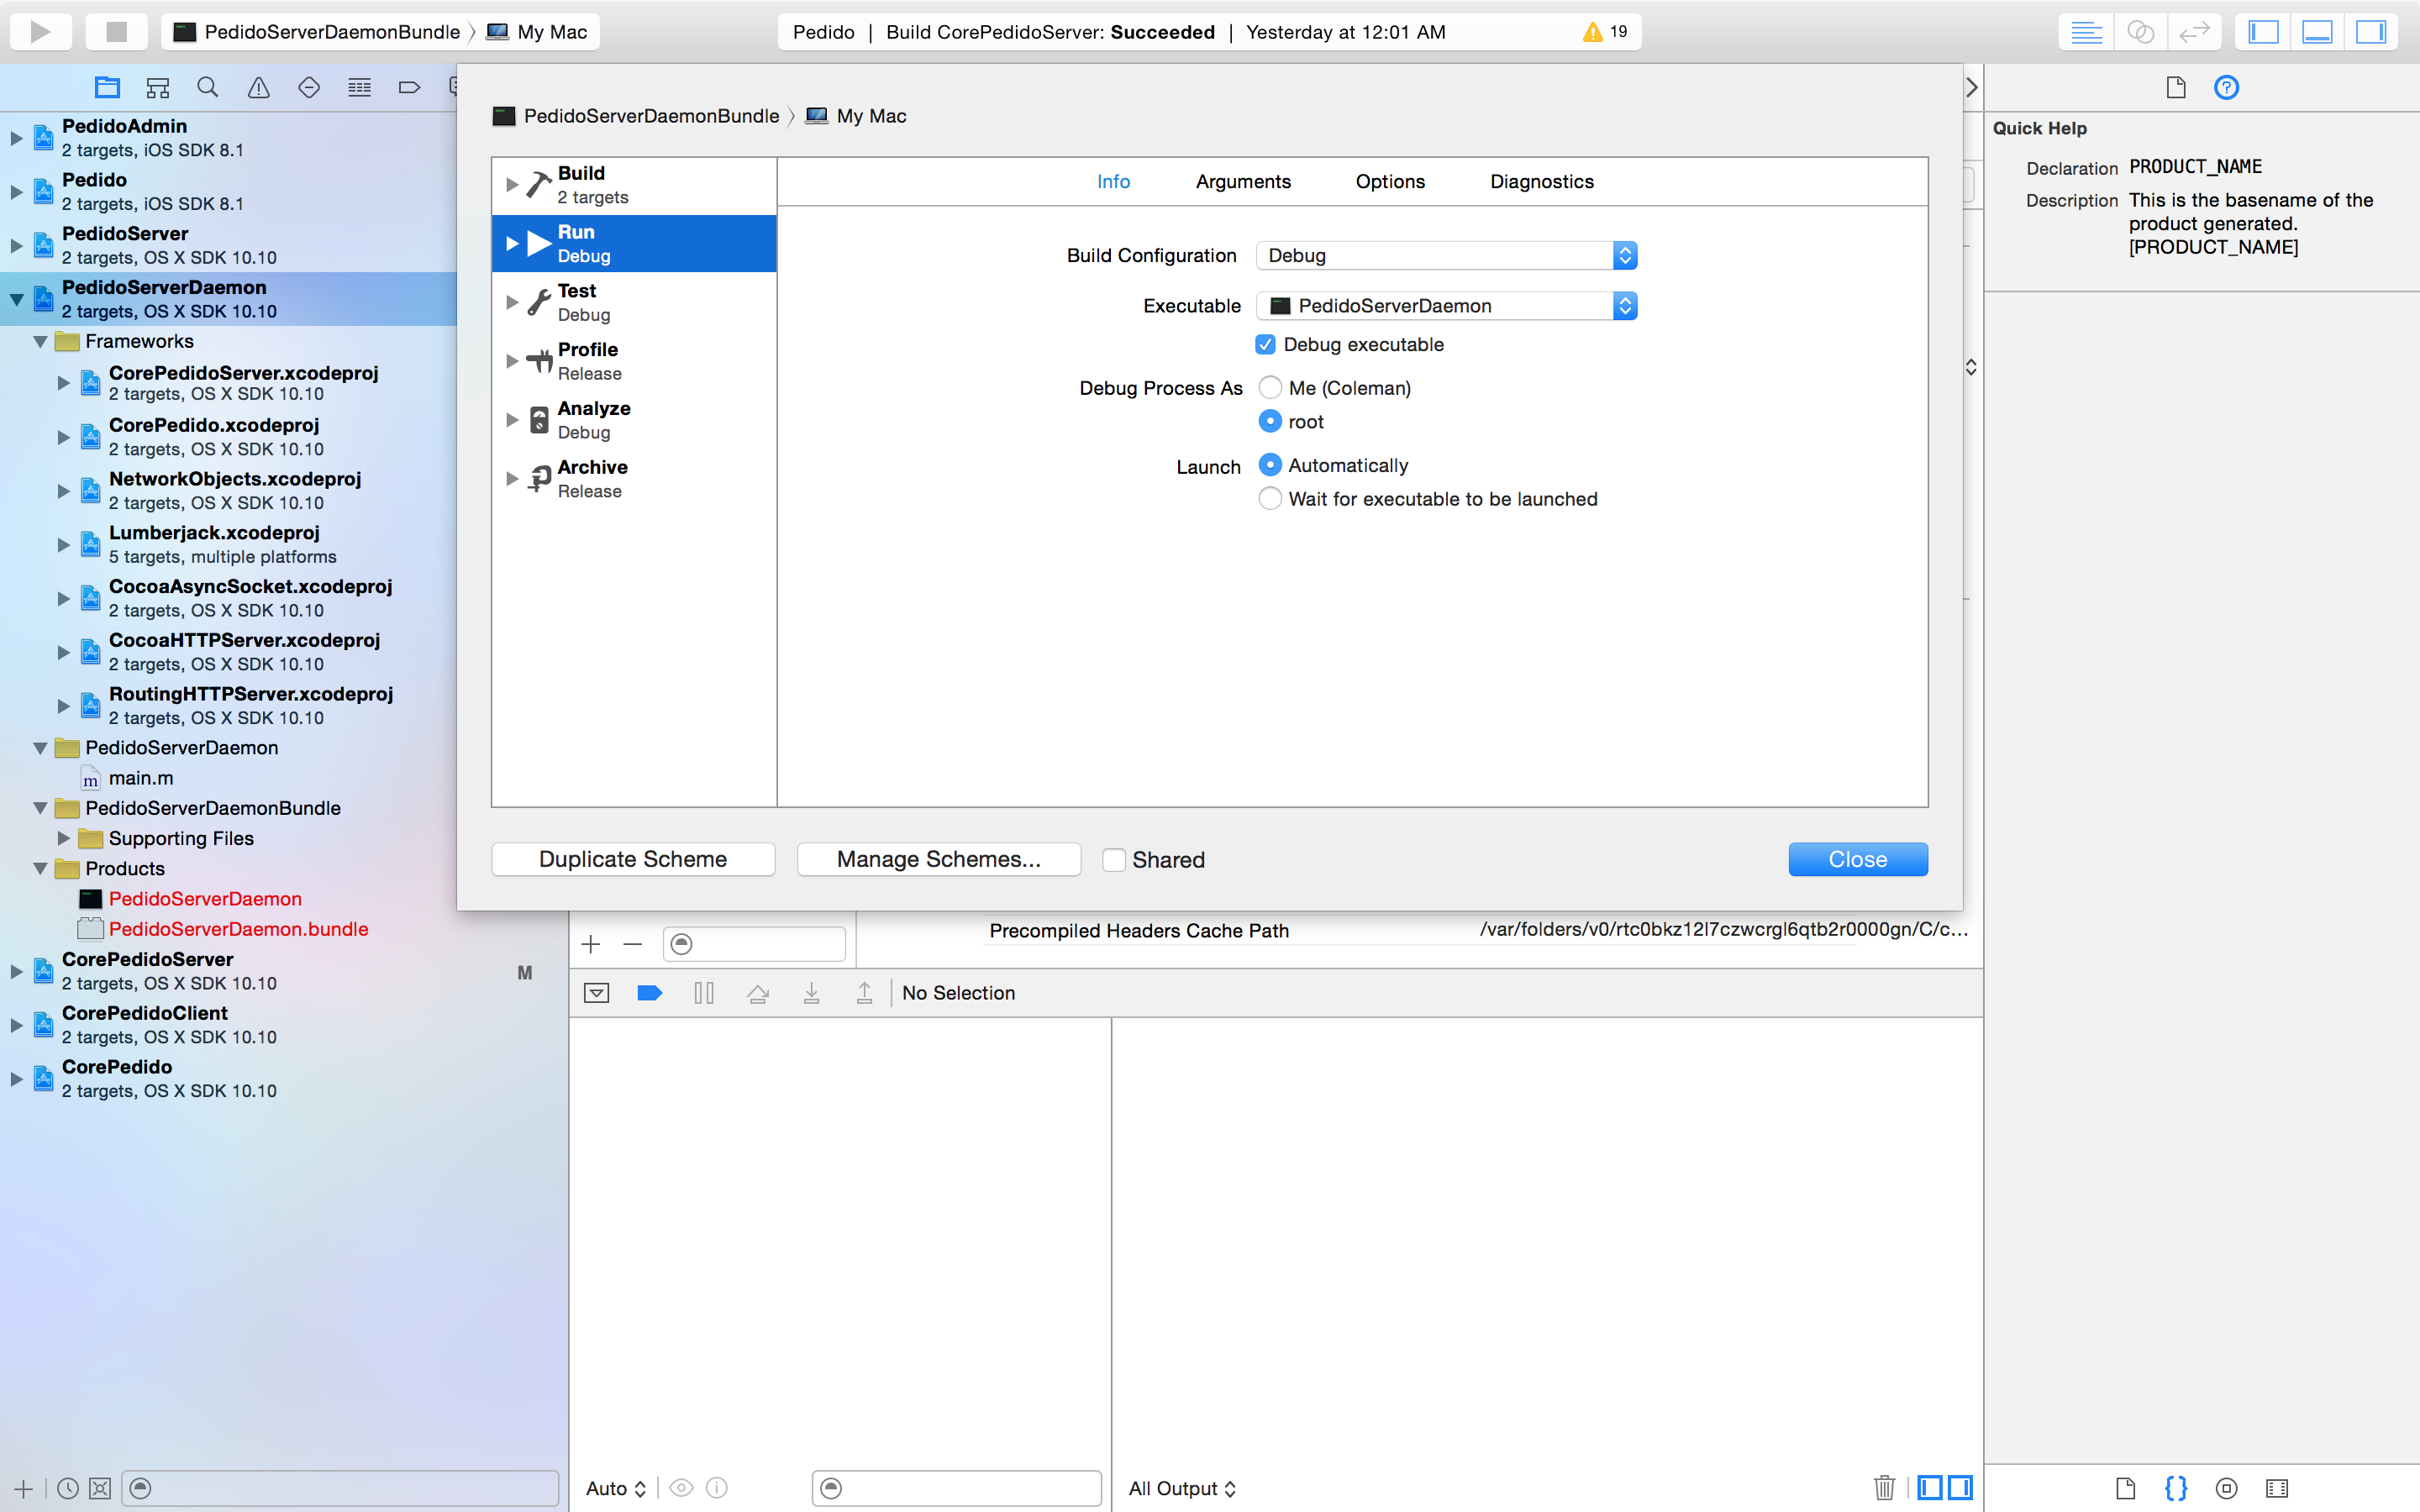 PedidoServerDaemonBundle
My Mac
Pedido | Build CorePedidoServer: Succeeded | Yesterday at 12:01 AM
19
PedidoAdmin
2 targets, iOS SDK 8.1
Pedido
2 targets, iOS SDK 8.1
PedidoServer
2 targets, OS X SDK 10.10
PedidoServerDaemon
2 targets, OS X SDK 10.10
Frameworks
CorePedidoServer.xcodeproj
2 targets, OS X SDK 10.10
CorePedido.xcodeproj
2 targets, OS X SDK 10.10
NetworkObjects.xcodeproj
2 targets, OS X SDK 10.10
Lumberjack.xcodeproj
5 targets, multiple platforms
CocoaAsyncSocket.xcodeproj
2 targets, OS X SDK 10.10
CocoaHTTPServer.xcodeproj
2 targets, OS X SDK 10.10
RoutingHTTPServer.xcodeproj
2 targets, OS X SDK 10.10
PedidoServerDaemon
m main.m
PedidoServerDaemonBundle
Supporting Files
Products
PedidoServerDaemon
PedidoServerDaemon.bundle
CorePedidoServer
M
2 targets, OS X SDK 10.10
CorePedidoClient
2 targets, OS X SDK 10.10
CorePedido
2 targets, OS X SDK 10.10
PedidoServerDaemonBundle
My Mac
Build
2 targets
Run
Debug
Test
Debug
Profile
Release
Analyze
Debug
Archive
Release
Info
Arguments
Options
Diagnostics
Build Configuration
Debug
Executable
PedidoServerDaemon
Debug executable
Debug Process As
Me (Coleman)
root
Launch
Automatically
Wait for executable to be launched
Duplicate Scheme
Manage Schemes...
Shared
Close
Precompiled Headers Cache Path
/var/folders/v0/rtc0bkz12l7czwcrgl6qtb2r0000gn/C/c...
No Selection
Auto
All Output
Quick Help
Declaration PRODUCT_NAME
Description This is the basename of the
product generated.
[PRODUCT_NAME]